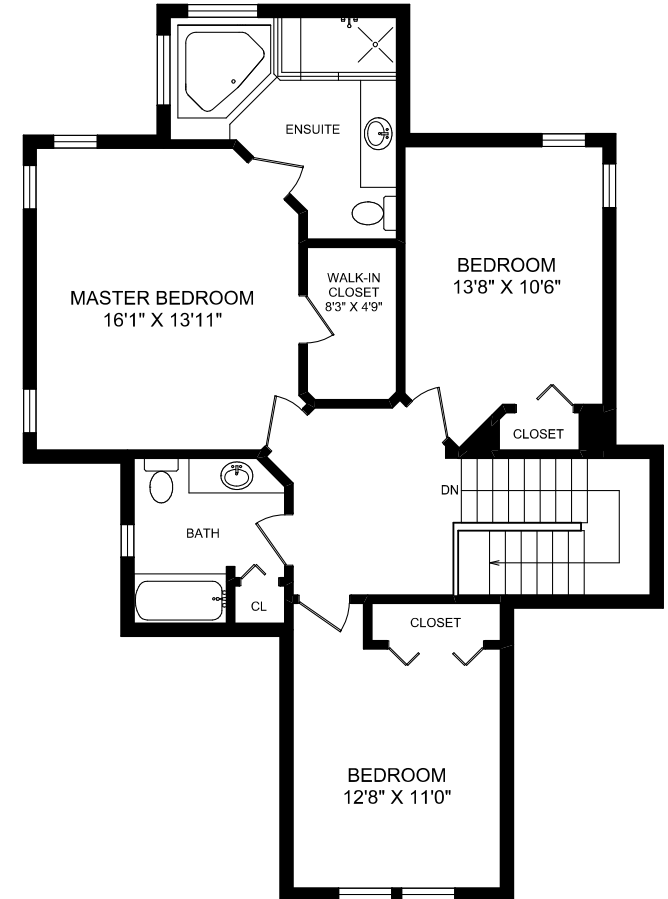 ENSUITE
BEDROOM
13'8" X 10'6"
WALK-IN
CLOSET
8'3" X 4'9"
MASTER BEDROOM
16'1" X 13'11"
CLOSET
DN
BATH
CL
CLOSET
BEDROOM
12'8" X 11'0"